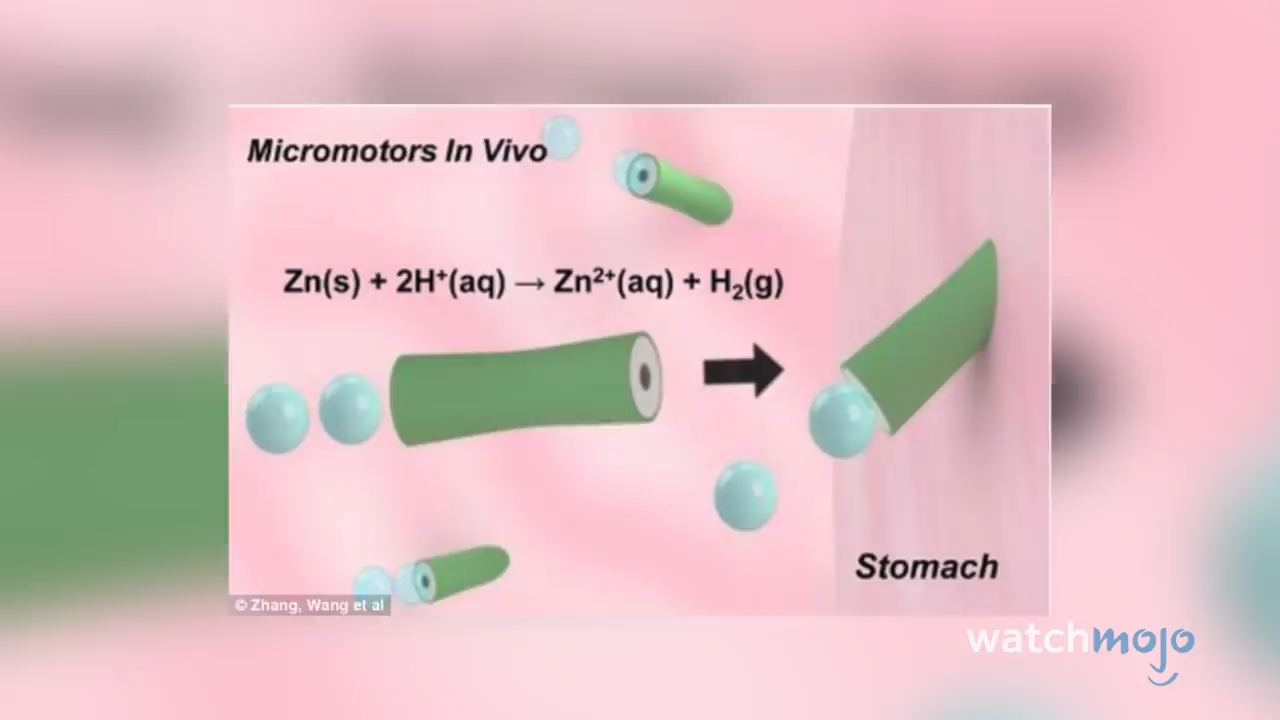 Micromotors In Vivo
Zn(s) + 2H⁺(aq) → Zn²⁺(aq) + H₂(g)
Stomach
© Zhang, Wang et al
watchmojo